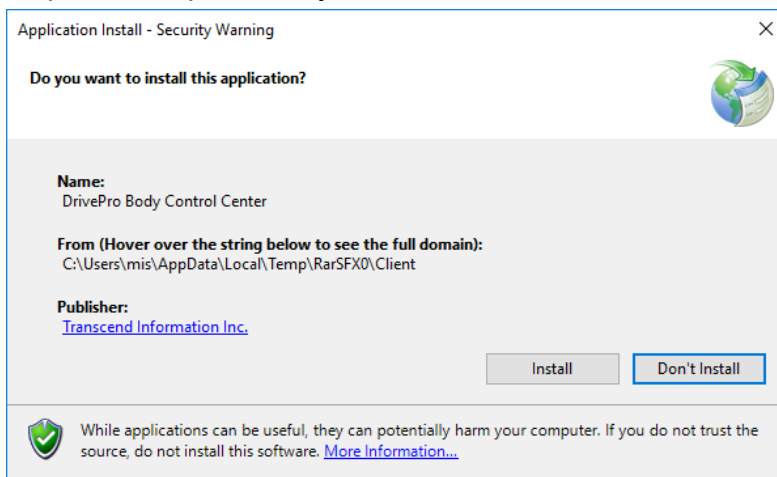 Application Install - Security Warning
Do you want to install this application?
Name:
DrivePro Body Control Center
From (Hover over the string below to see the full domain):
C:\Users\mis\AppData\Local\Temp\RarSFX0\Client
Publisher:
Transcend Information Inc.
Install Don't Install
While applications can be useful, they can potentially harm your computer. If you do not trust the
source, do not install this software. More Information...